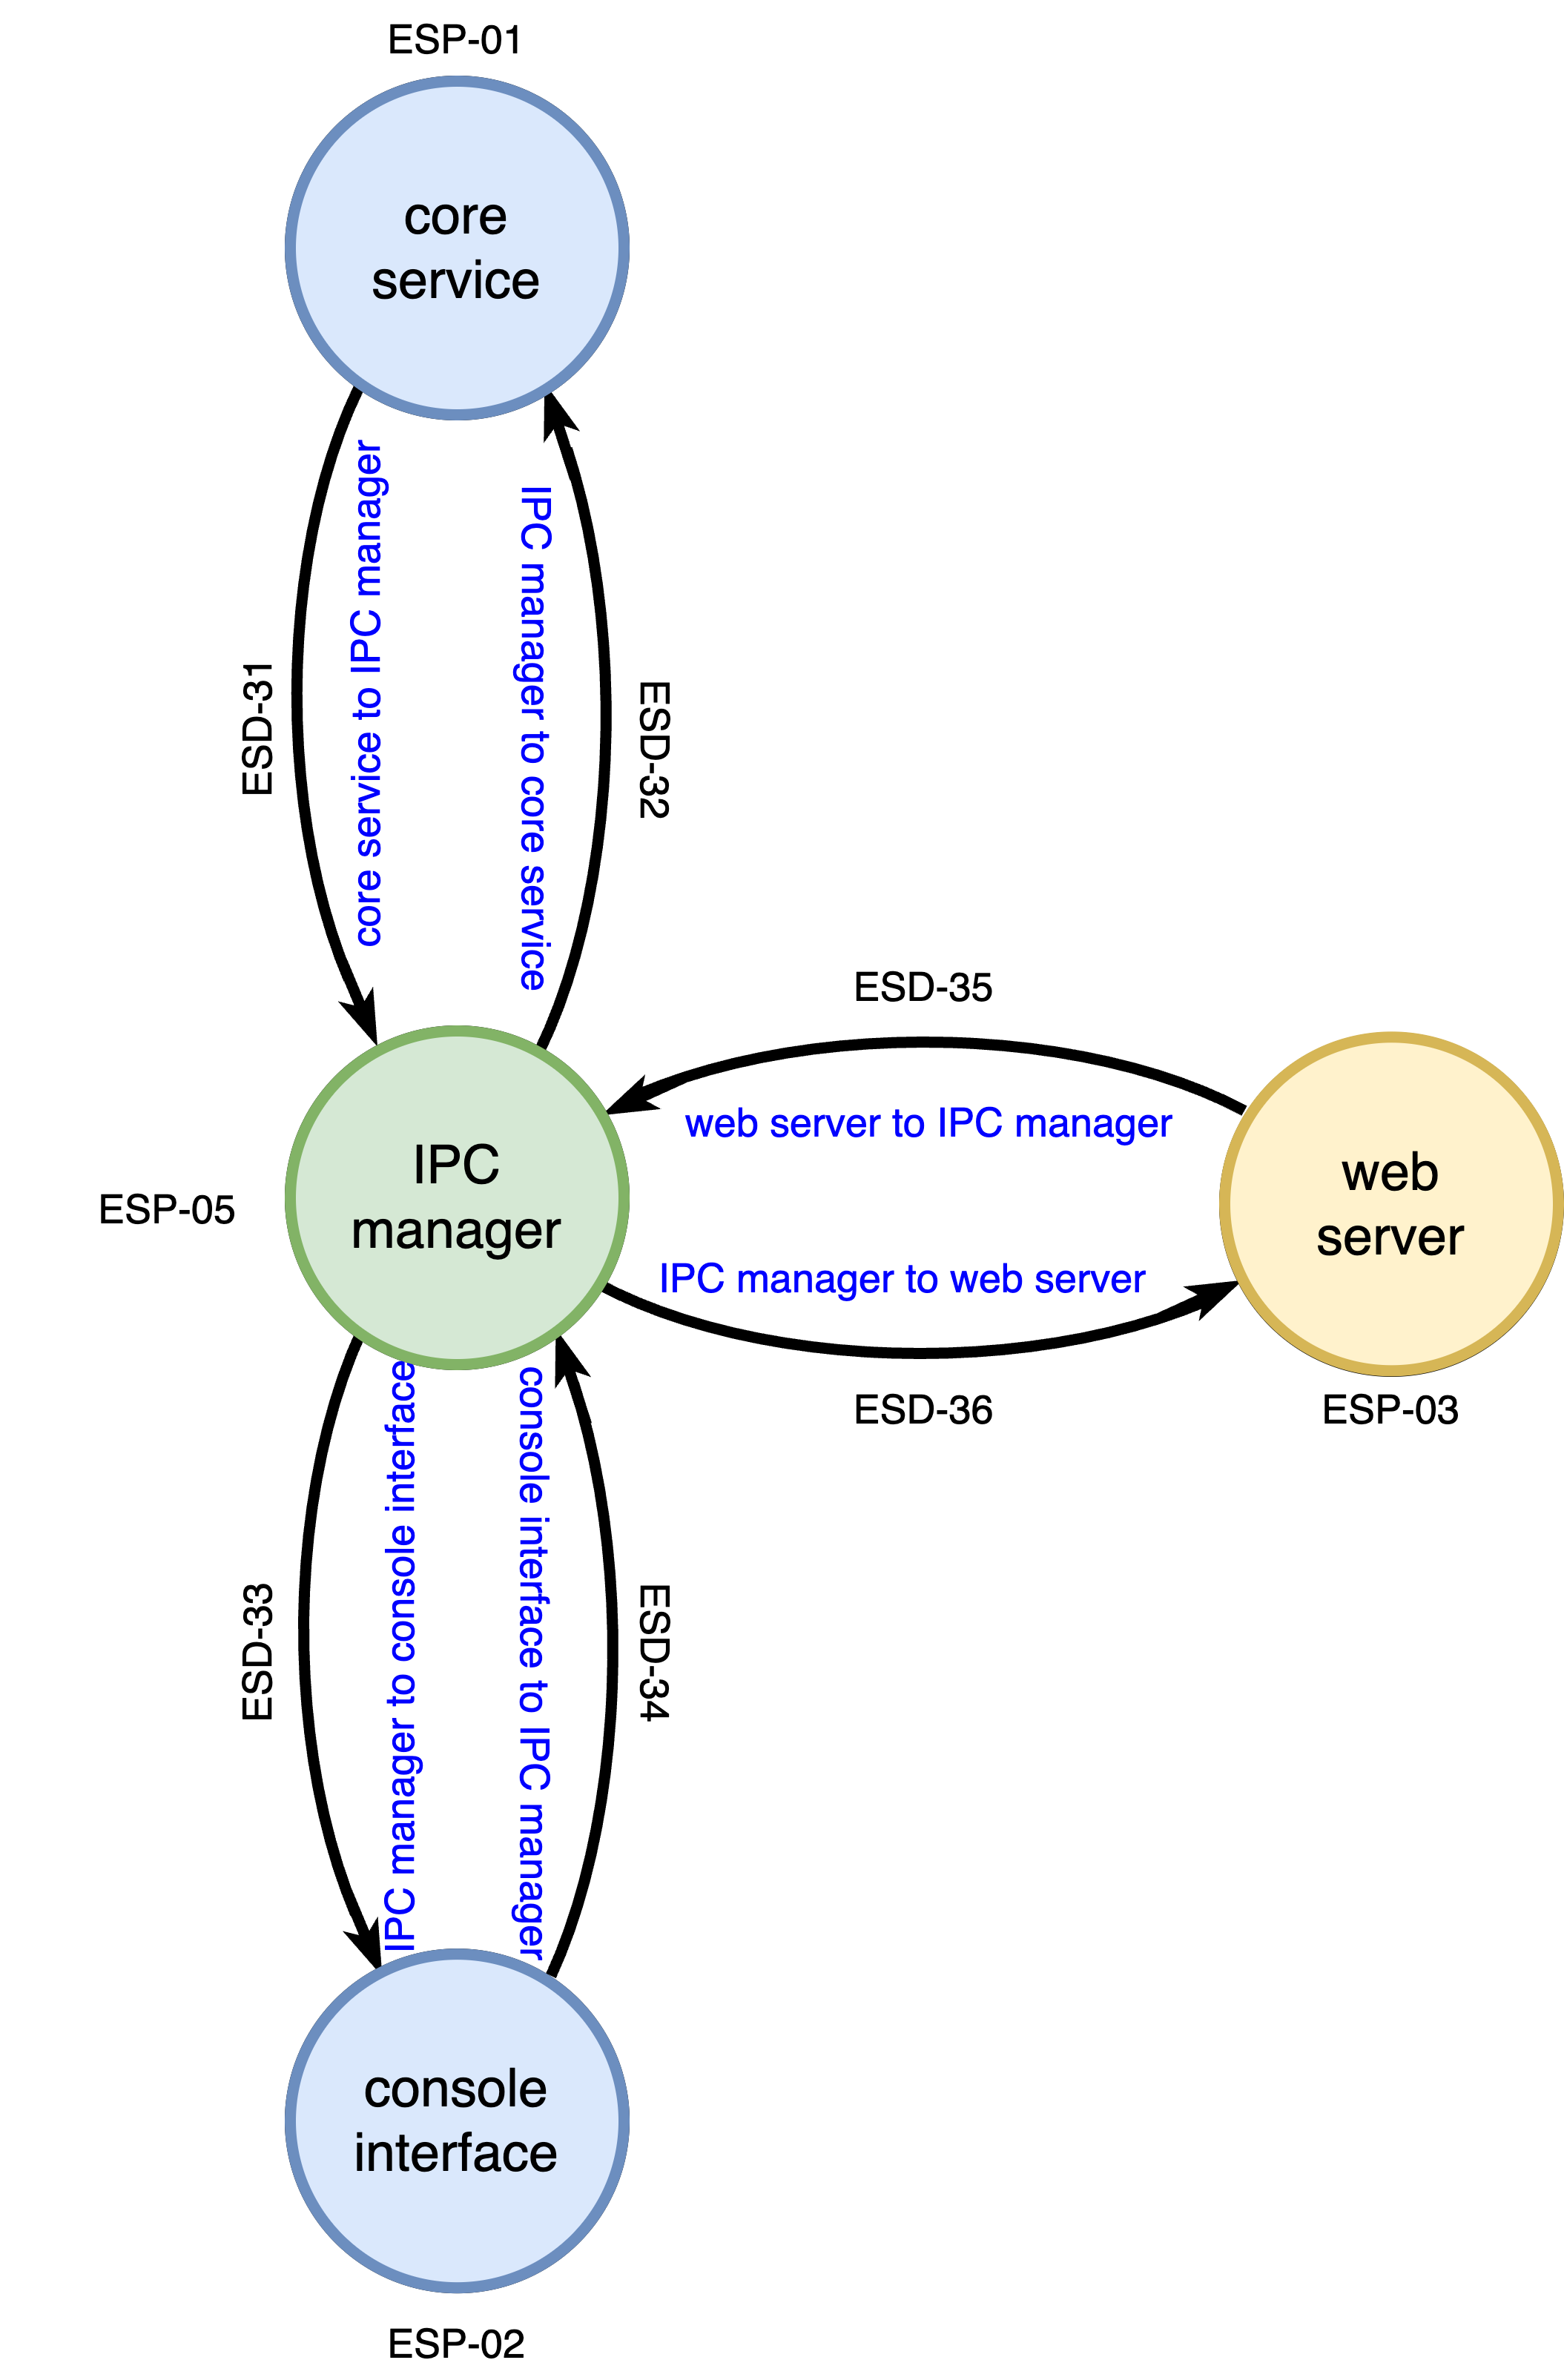 ESP-01
core
service
ESD-31
core service to IPC manager
IPC manager to core service
ESD-32
ESD-35
web server to IPC manager
IPC
manager
ESP-05
web
server
IPC manager to web server
ESD-36
ESP-03
ESD-33
IPC manager to console interface
console interface to IPC manager
ESD-34
console
interface
ESP-02